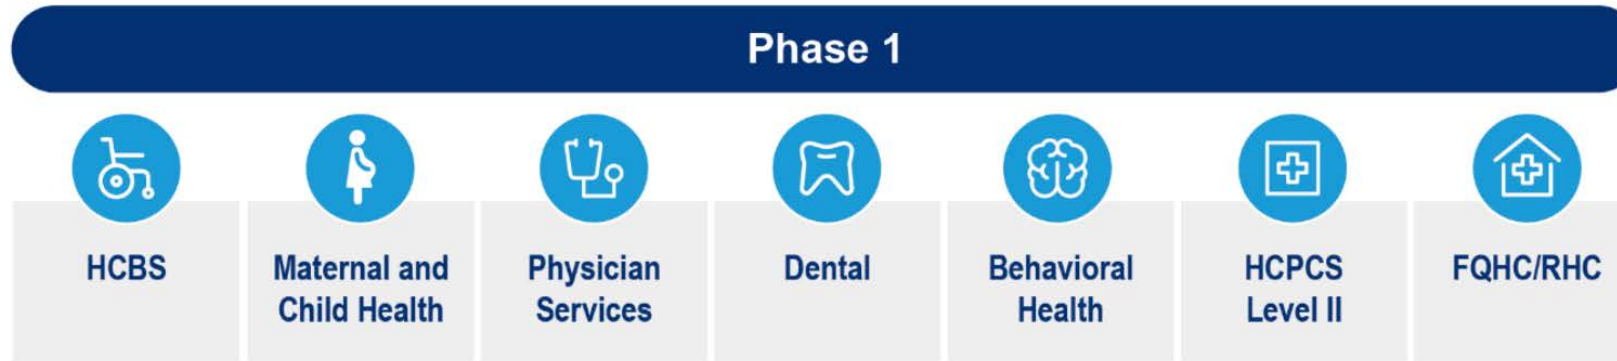 Phase 1
HCBS
Maternal and
Child Health
Physician
Services
Dental
Behavioral
Health
HCPCS
Level II
FQHC/RHC